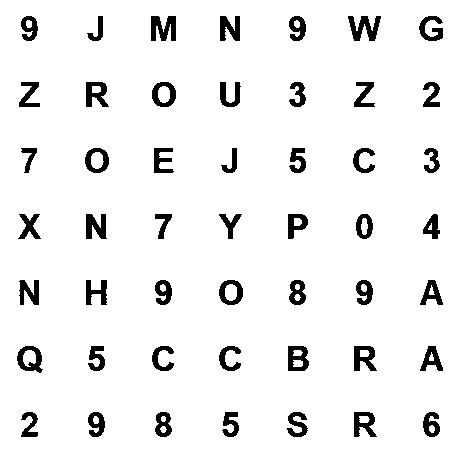 9 J M N 9 W G
Z R O U 3 Z 2
7 O E J 5 C 3
X N 7 Y P 0 4
N H 9 O 8 9 A
Q 5 C C B R A
2 9 8 5 S R 6